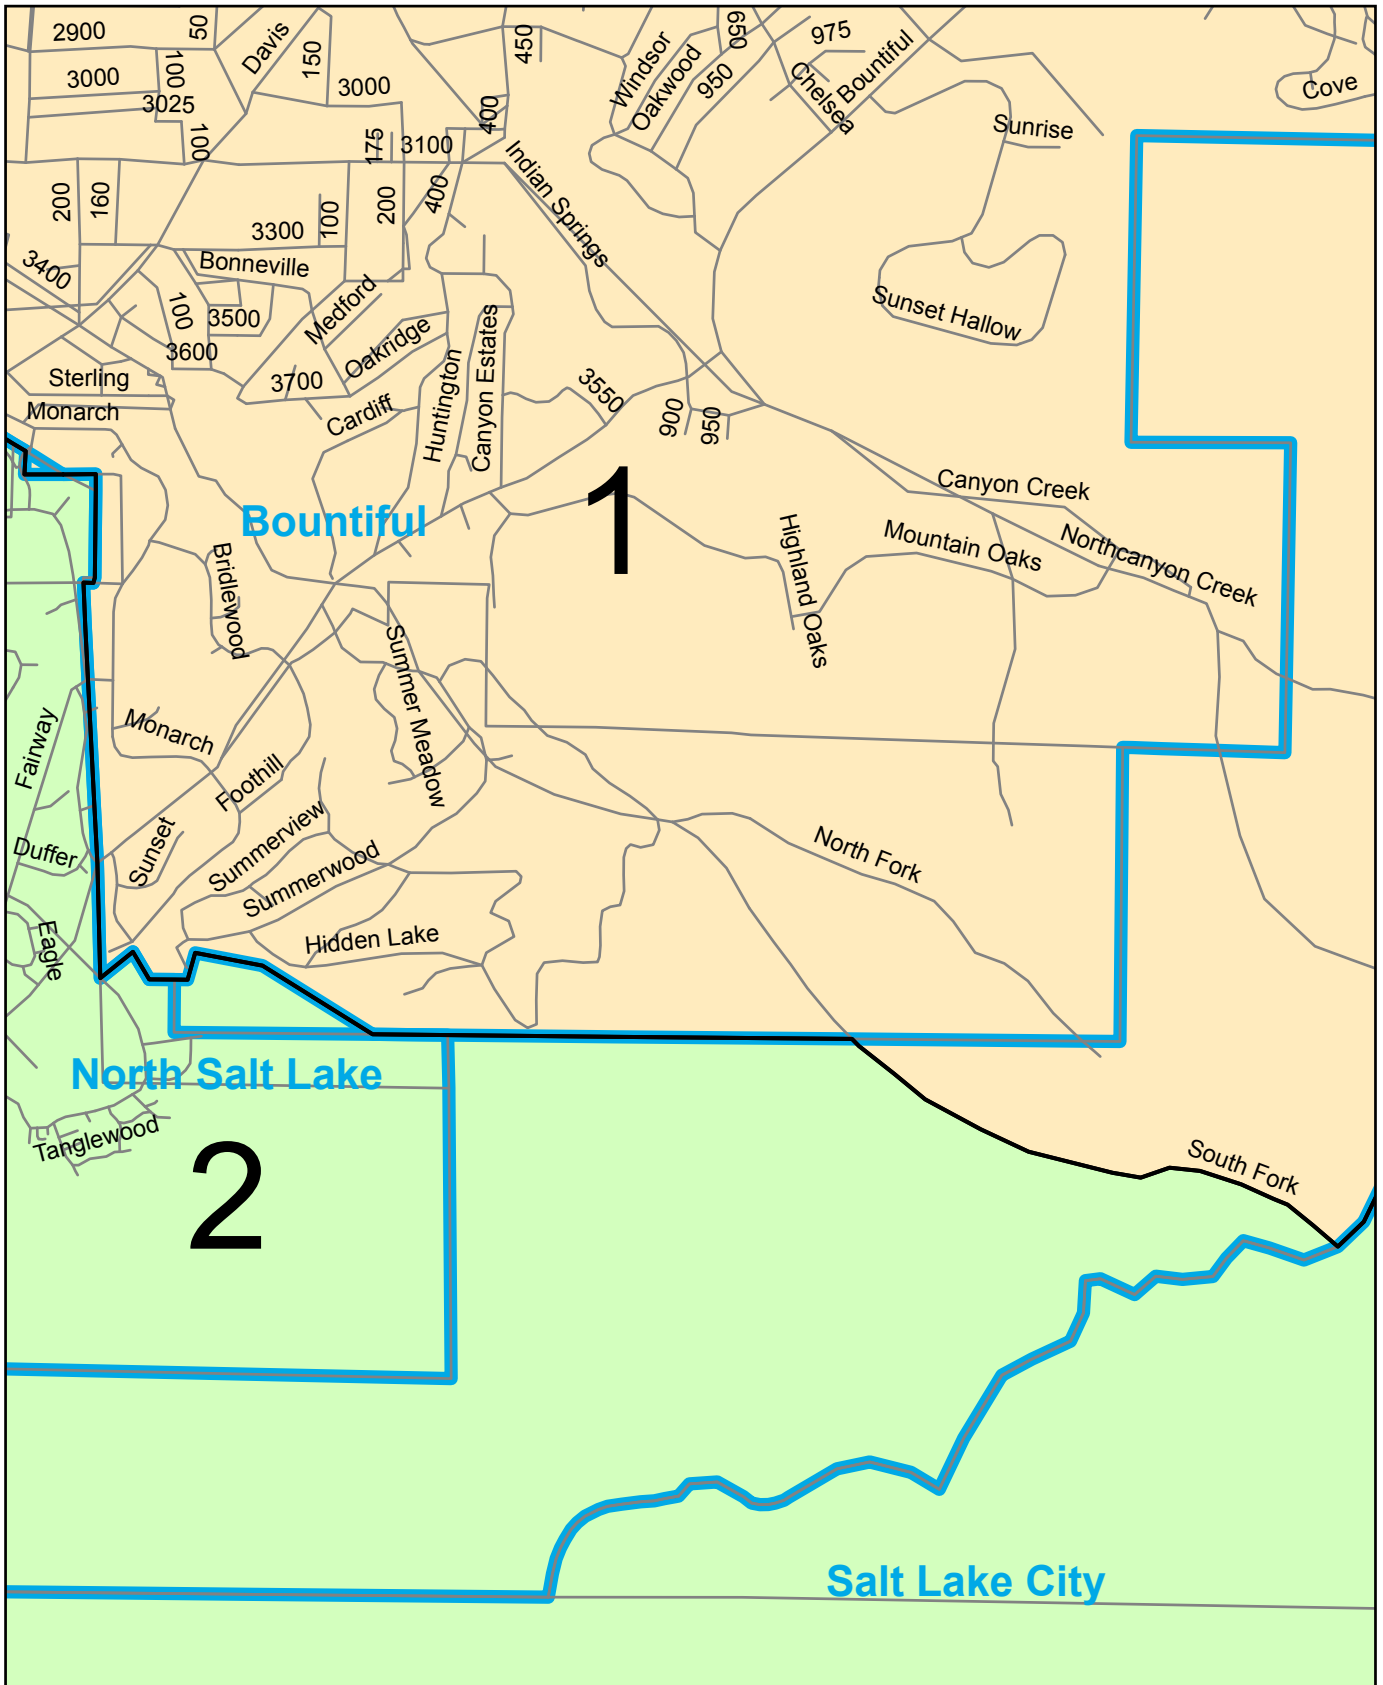 2900
50
Davis
150
450
Windsor
Oakwood
650
950
975
Chelsea
Bountiful
Cove
3000
100
3025
3000
100
175
3100
400
Sunrise
200
160
3300
100
200
400
Indian Springs
3400
Bonneville
100
3500
3600
Medford
Oakridge
3700
Sunset Hallow
Sterling
Monarch
Cardiff
Huntington
Canyon Estates
3550
900
950
1
Bountiful
Canyon Creek
Highland Oaks
Mountain Oaks
Northcanyon Creek
Bridlewood
Summer Meadow
Monarch
Fairway
Foothill
Duffer
Sunset
Summerview
Summerwood
North Fork
Eagle
Hidden Lake
North Salt Lake
Tanglewood
2
South Fork
Salt Lake City